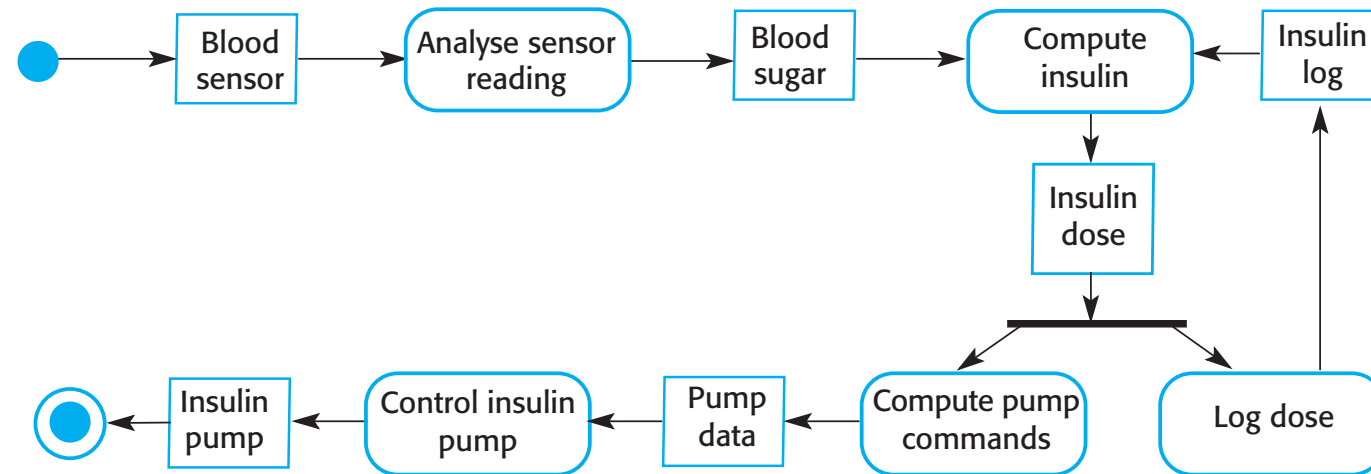 Blood
sensor
Analyse sensor
reading
Blood
sugar
Compute
insulin
Insulin
log
Insulin
dose
Insulin
pump
Control insulin
pump
Pump
data
Compute pump
commands
Log dose